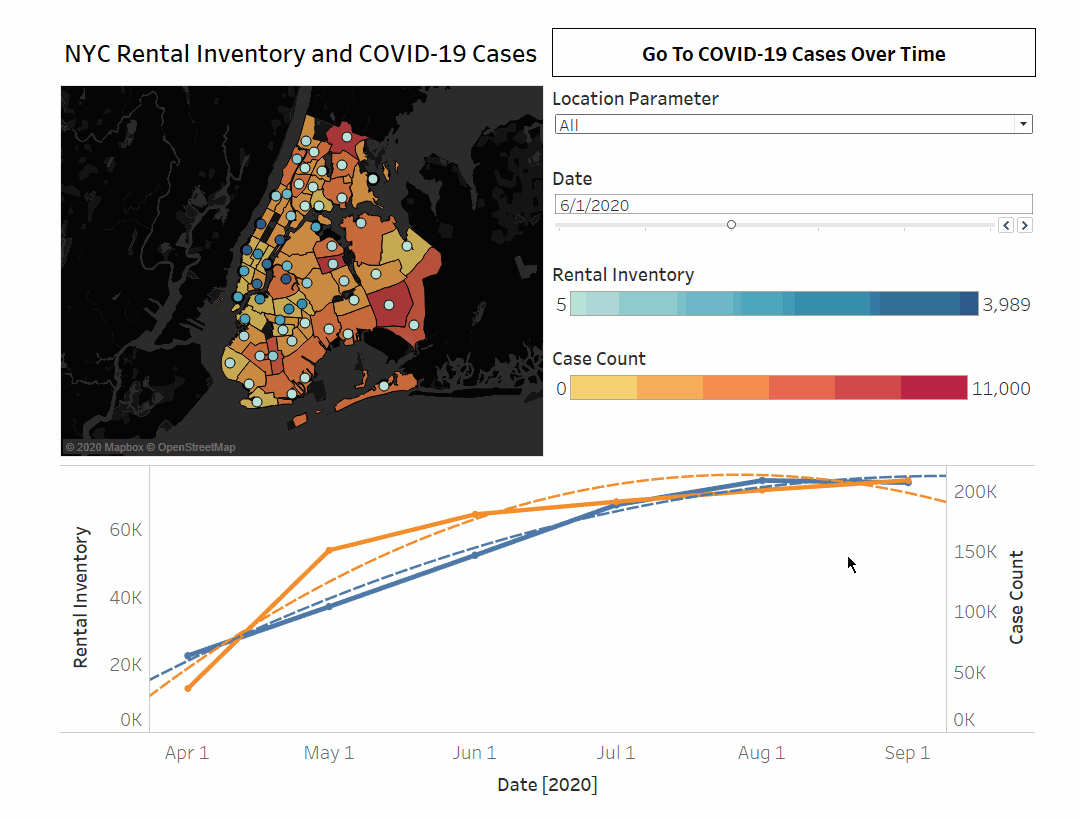 NYC Rental Inventory and COVID-19 Cases
Go To COVID-19 Cases Over Time
Location Parameter
All
Date
6/1/2020
Rental Inventory
5
3,989
Case Count
0
11,000
© 2020 Mapbox © OpenStreetMap
Rental Inventory
60K
40K
20K
0K
200K
150K
100K
50K
0K
Case Count
Apr 1
May 1
Jun 1
Jul 1
Aug 1
Sep 1
Date [2020]